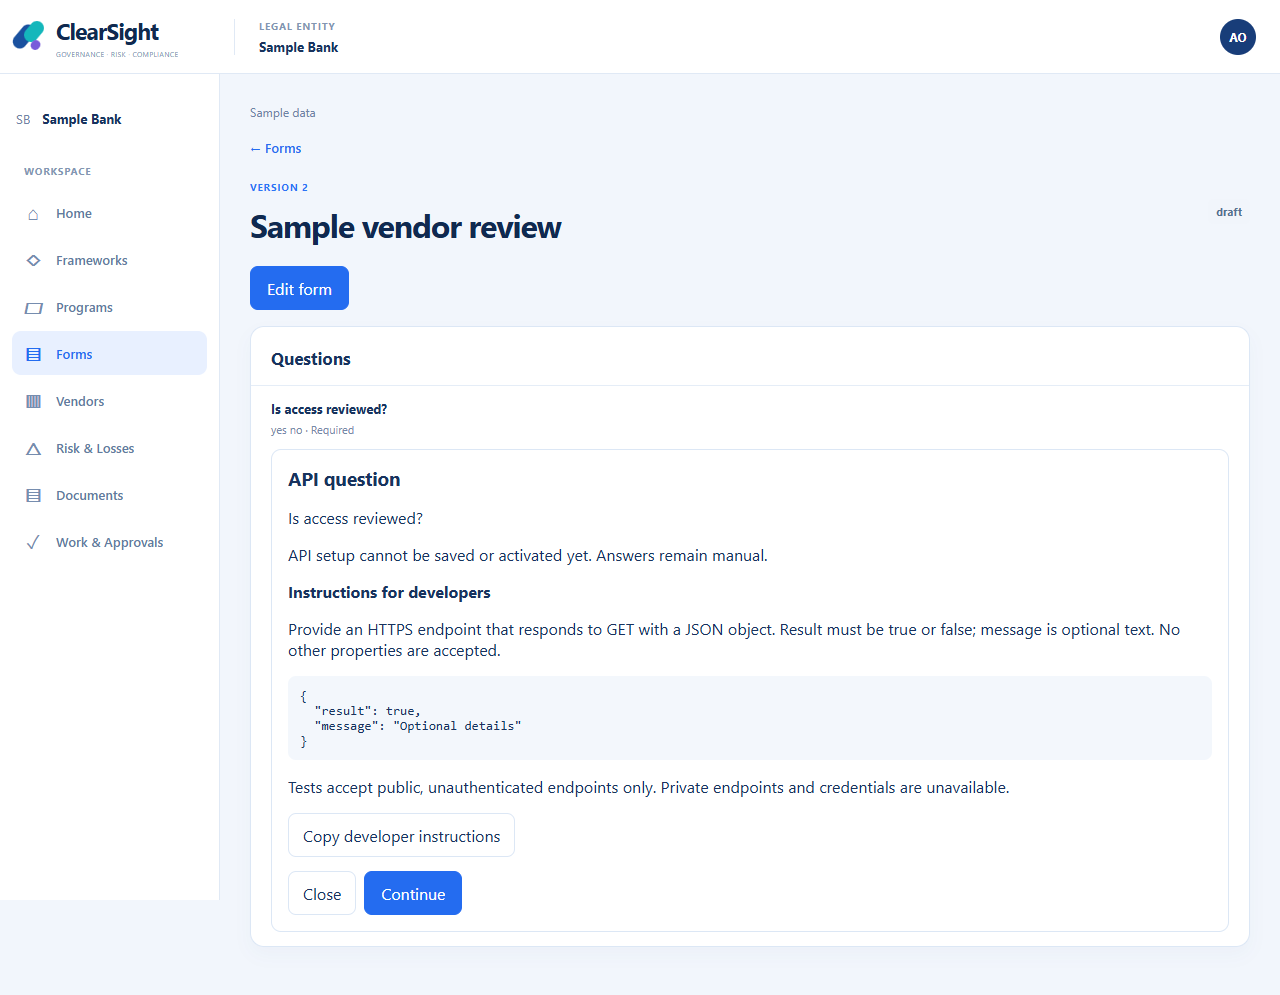 ClearSight
GOVERNANCE · RISK · COMPLIANCE
LEGAL ENTITY
Sample Bank
AO
SB Sample Bank
WORKSPACE
Home
Frameworks
Programs
Forms
Vendors
Risk & Losses
Documents
Work & Approvals
Sample data
← Forms
VERSION 2
Sample vendor review
draft
Edit form
Questions
Is access reviewed?
yes no · Required
API question
Is access reviewed?
API setup cannot be saved or activated yet. Answers remain manual.
Instructions for developers
Provide an HTTPS endpoint that responds to GET with a JSON object. Result must be true or false; message is optional text. No
other properties are accepted.
{
  "result": true,
  "message": "Optional details"
}
Tests accept public, unauthenticated endpoints only. Private endpoints and credentials are unavailable.
Copy developer instructions
Close Continue